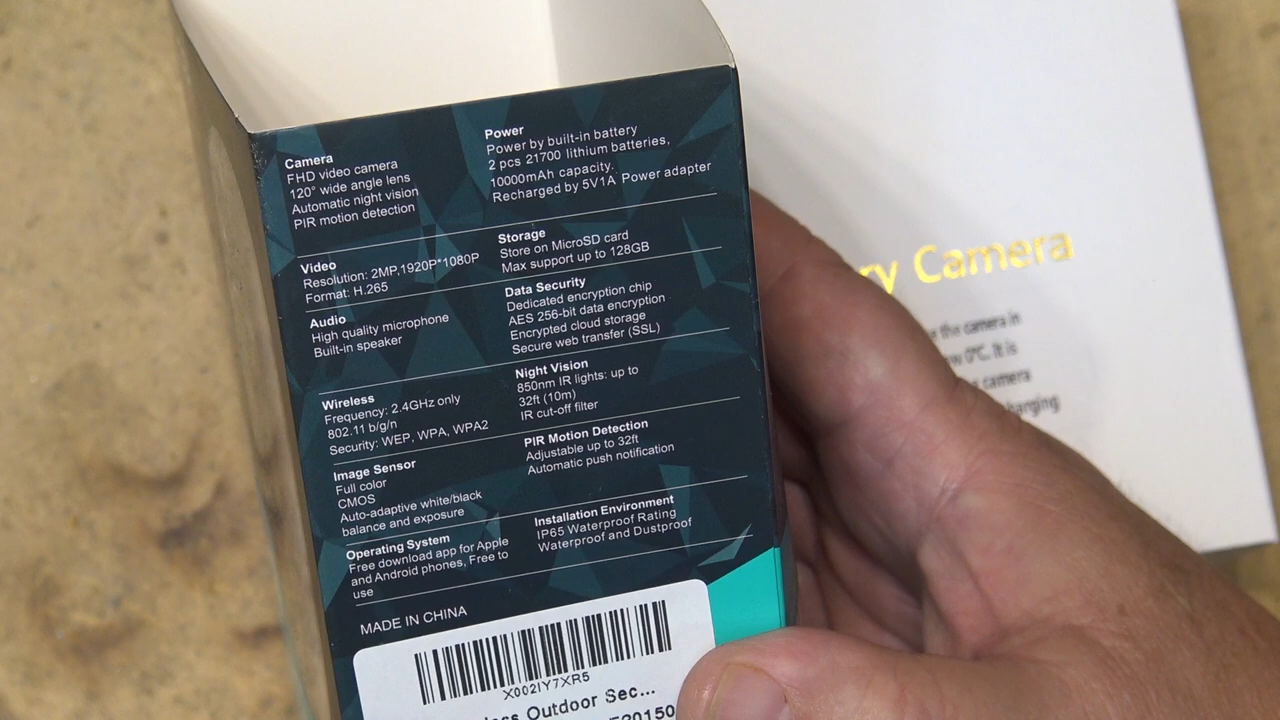 Camera
FHD video camera
120° wide angle lens
Automatic night vision
PIR motion detection
Video
Resolution: 2MP,1920P*1080P
Format: H.265
Audio
High quality microphone
Built-in speaker
Wireless
Frequency: 2.4GHz only
802.11 b/g/n
Security: WEP, WPA, WPA2
Image Sensor
Full color
CMOS
Auto-adaptive white/black
balance and exposure
Operating System
Free download app for Apple
and Android phones, Free to
use
Power
Power by built-in battery
2 pcs 21700 lithium batteries,
10000mAh capacity.
Recharged by 5V1A Power adapter
Storage
Store on MicroSD card
Max support up to 128GB
Data Security
Dedicated encryption chip
AES 256-bit data encryption
Encrypted cloud storage
Secure web transfer (SSL)
Night Vision
850nm IR lights: up to
32ft (10m)
IR cut-off filter
PIR Motion Detection
Adjustable up to 32ft
Automatic push notification
Installation Environment
IP65 Waterproof Rating
Waterproof and Dustproof
MADE IN CHINA
X002IY7XR5
Outdoor Sec...
Camera
the camera in
0°C. It is
camera